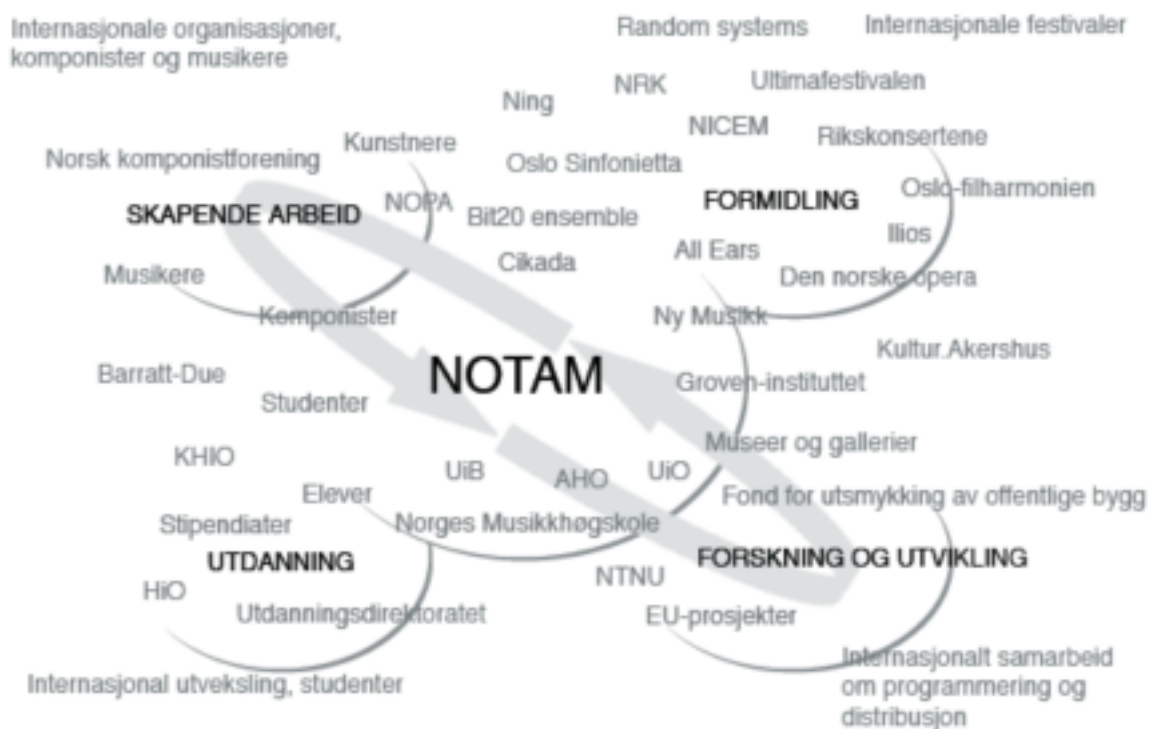 Internasjonale organisasjoner,
komponister og musikere
Random systems
Internasjonale festivaler
NRK
Ultimafestivalen
Ning
NICEM
Rikskonsertene
Kunstnere
Norsk komponistforening
Oslo Sinfonietta
SKAPENDE ARBEID
NOPA
Bit20 ensemble
FORMIDLING
Oslo-filharmonien
Ilios
All Ears
Cikada
Musikere
Den norske opera
Komponister
Ny Musikk
Kultur.Akershus
NOTAM
Barratt-Due
Groven-instituttet
Studenter
Museer og gallerier
KHIO
UiB
AHO
UiO
Elever
Fond for utsmykking av offentlige bygg
Stipendiater
Norges Musikkhøgskole
UTDANNING
FORSKNING OG UTVIKLING
NTNU
HiO
Utdanningsdirektoratet
EU-prosjekter
Internasjonal utveksling, studenter
Internasjonalt samarbeid
om programmering og
distribusjon